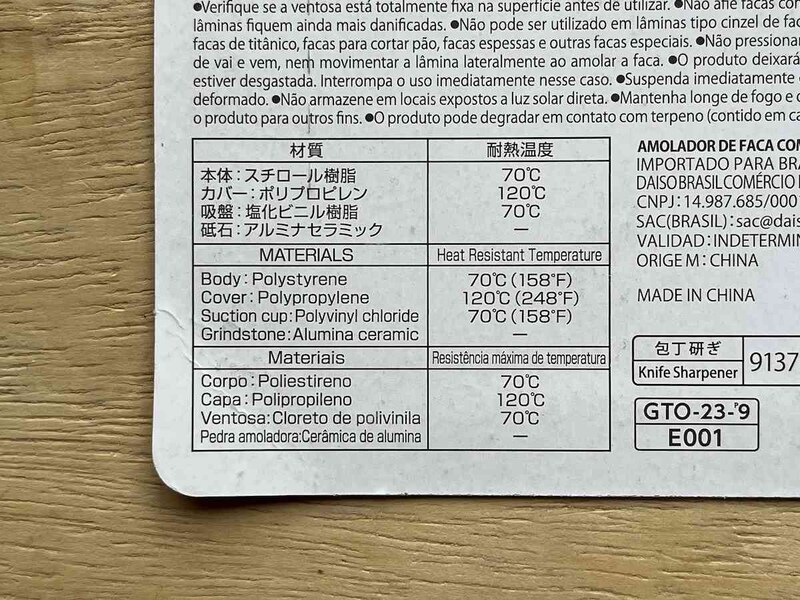 ●Verifique se a ventosa está totalmente fixa na superfície antes de utilizar. ●Não afie facas com
lâminas fiquem ainda mais danificadas. ●Não pode ser utilizado em lâminas tipo cinzel de facas
facas de titânico, facas para cortar pão, facas espessas e outras facas especiais. ●Não pressionar
de vai e vem, nem movimentar a lâmina lateralmente ao amolar a faca. ●O produto deixará
estiver desgastada. Interrompa o uso imediatamente nesse caso. ●Suspenda imediatamente
deformado. ●Não armazene em locais expostos a luz solar direta. ●Mantenha longe de fogo e
o produto para outros fins. ●O produto pode degradar em contato com terpeno (contido em
材質 耐熱温度
本体:スチロール樹脂 70℃
カバー:ポリプロピレン 120℃
吸盤:塩化ビニル樹脂 70℃
砥石:アルミナセラミック —
MATERIALS Heat Resistant Temperature
Body:Polystyrene 70℃(158°F)
Cover:Polypropylene 120℃(248°F)
Suction cup:Polyvinyl chloride 70℃(158°F)
Grindstone:Alumina ceramic —
Materiais Resistência máxima de temperatura
Corpo:Poliestireno 70℃
Capa:Polipropileno 120℃
Ventosa:Cloreto de polivinila 70℃
Pedra amoladora:Cerâmica de alumina —
AMOLADOR DE FACA COM
IMPORTADO PARA BRA
DAISO BRASIL COMÉRCIO
CNPJ:14.987.685/000
SAC(BRASIL):sac@dais
VALIDAD:INDETERMIN
ORIGE M:CHINA
MADE IN CHINA
包丁研ぎ
Knife Sharpener
9137
GTO-23-P9
E001